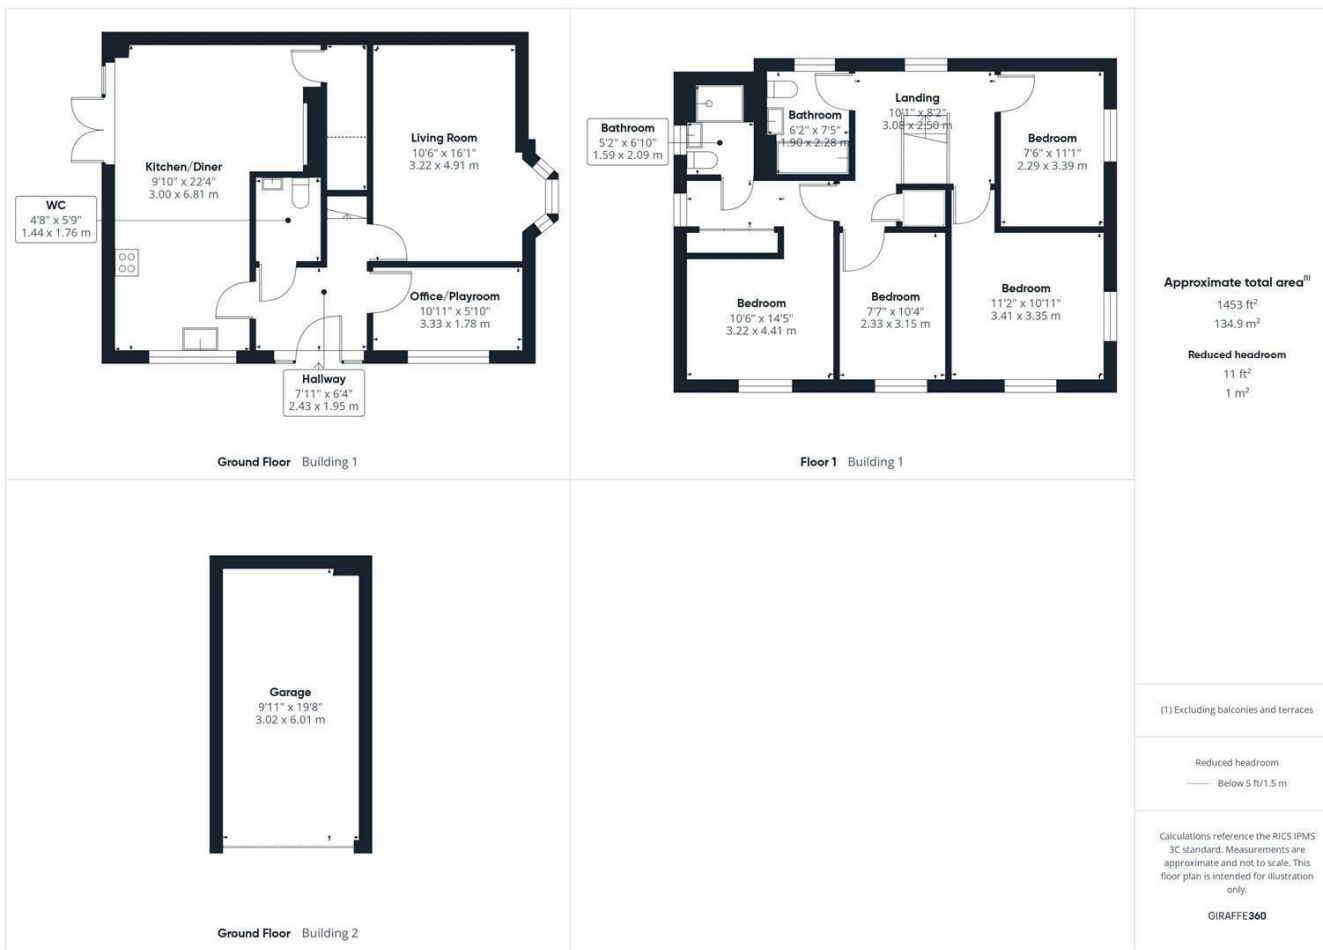 Kitchen/Diner
9'10" x 22'4"
3.00 x 6.81 m
WC
4'8" x 5'9"
1.44 x 1.76 m
Living Room
10'6" x 16'1"
3.22 x 4.91 m
Office/Playroom
10'11" x 5'10"
3.33 x 1.78 m
Hallway
7'11" x 6'4"
2.43 x 1.95 m
Ground Floor Building 1
Bathroom
5'2" x 6'10"
1.59 x 2.09 m
Bathroom
6'2" x 7'5"
1.90 x 2.28 m
Landing
10'1" x 8'2"
3.08 x 2.50 m
Bedroom
7'6" x 11'1"
2.29 x 3.39 m
Bedroom
10'6" x 14'5"
3.22 x 4.41 m
Bedroom
7'7" x 10'4"
2.33 x 3.15 m
Bedroom
11'2" x 10'11"
3.41 x 3.35 m
Floor 1 Building 1
Garage
9'11" x 19'8"
3.02 x 6.01 m
Ground Floor Building 2
Approximate total area(1)
1453 ft²
134.9 m²
Reduced headroom
11 ft²
1 m²
(1) Excluding balconies and terraces
Reduced headroom
Below 5 ft/1.5 m
Calculations reference the RICS IPMS
3C standard. Measurements are
approximate and not to scale. This
floor plan is intended for illustration
only.
GIRAFFE360